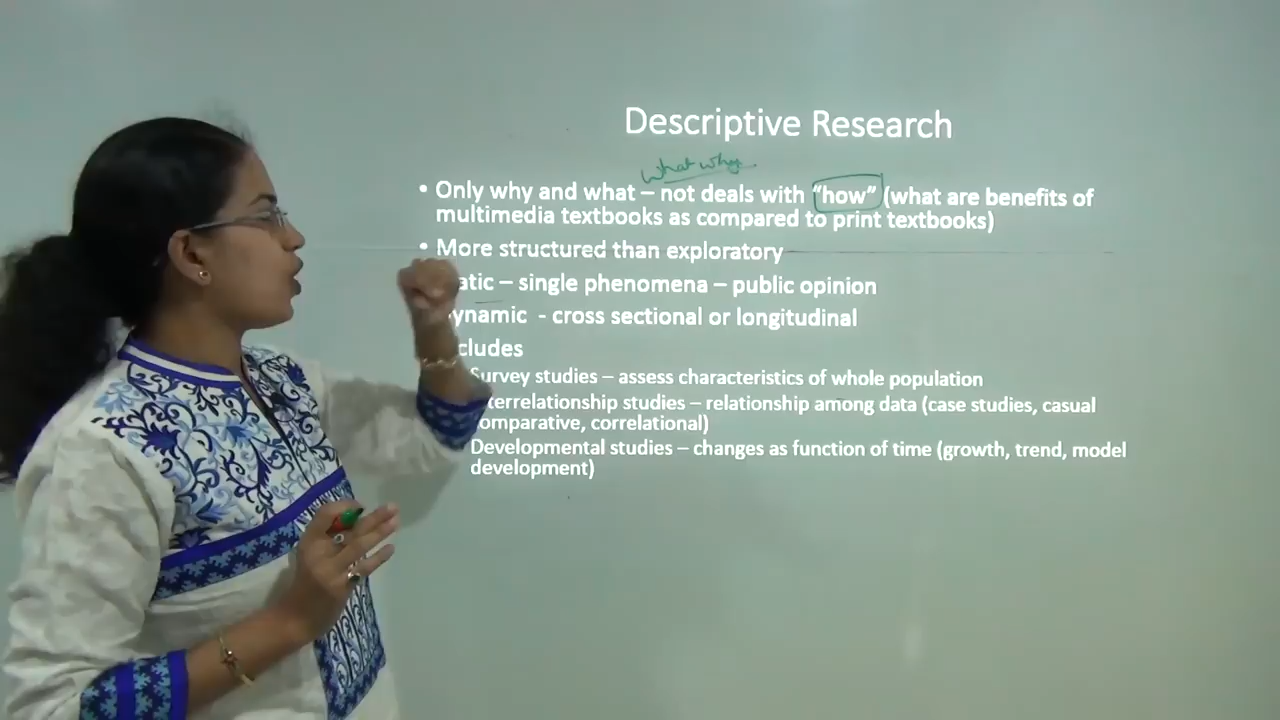 Descriptive Research
what why
• Only why and what – not deals with “how” (what are benefits of
multimedia textbooks as compared to print textbooks)
• More structured than exploratory
atic – single phenomena – public opinion
ynamic - cross sectional or longitudinal
cludes
Survey studies – assess characteristics of whole population
terrelationship studies – relationship among data (case studies, casual
omparative, correlational)
Developmental studies – changes as function of time (growth, trend, model
development)